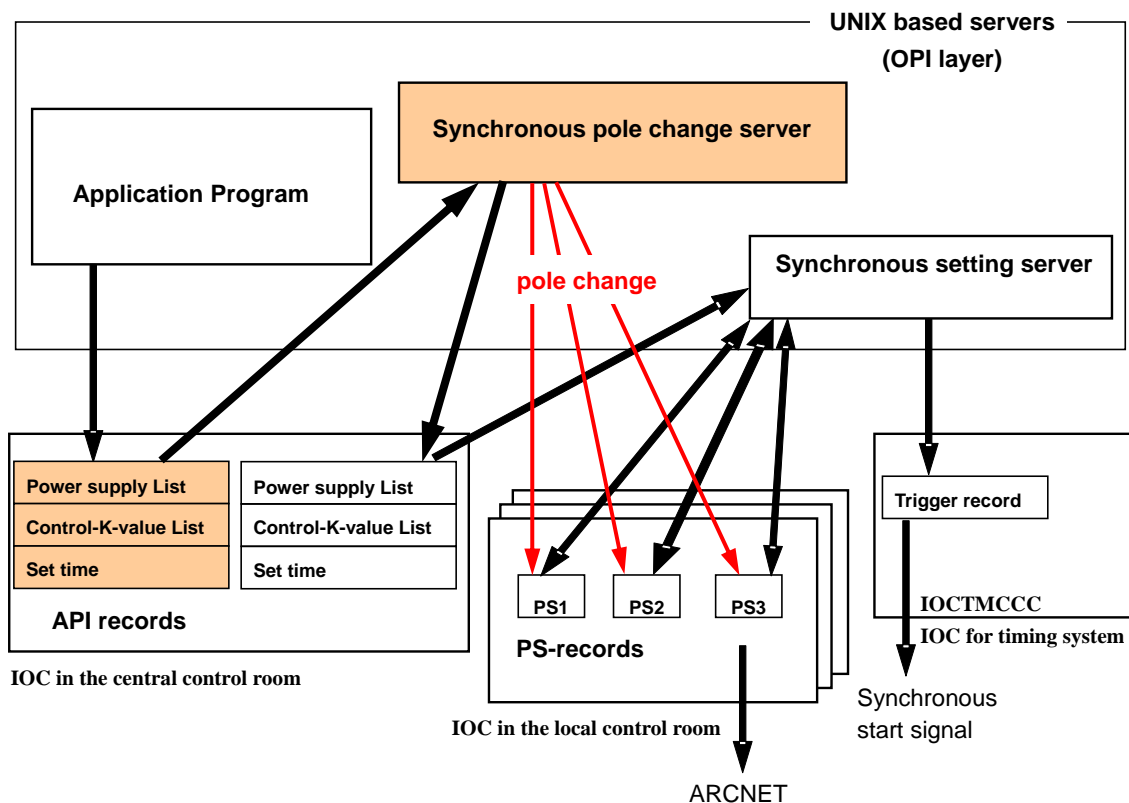 UNIX based servers
(OPI layer)
Synchronous pole change server
Application Program
Synchronous setting server
pole change
Power supply List
Control-K-value List
Set time
Power supply List
Control-K-value List
Set time
API records
IOC in the central control room
PS1
PS2
PS3
PS-records
IOC in the local control room
ARCNET
Trigger record
IOCTMCCC
IOC for timing system
Synchronous
start signal